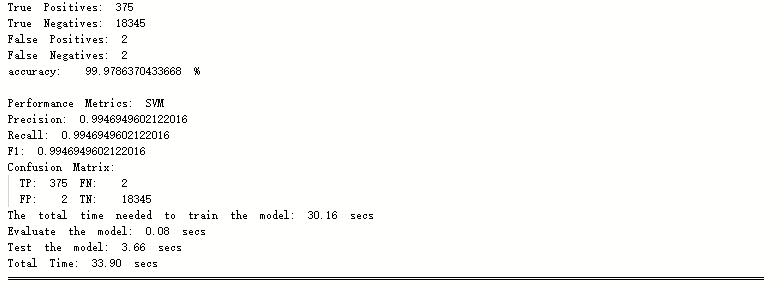 True Positives: 375
True Negatives: 18345
False Positives: 2
False Negatives: 2
accuracy: 99.9786370433668 %
Performance Metrics: SVM
Precision: 0.9946949602122016
Recall: 0.9946949602122016
F1: 0.9946949602122016
Confusion Matrix:
TP: 375 FN: 2
FP: 2 TN: 18345
The total time needed to train the model: 30.16 secs
Evaluate the model: 0.08 secs
Test the model: 3.66 secs
Total Time: 33.90 secs